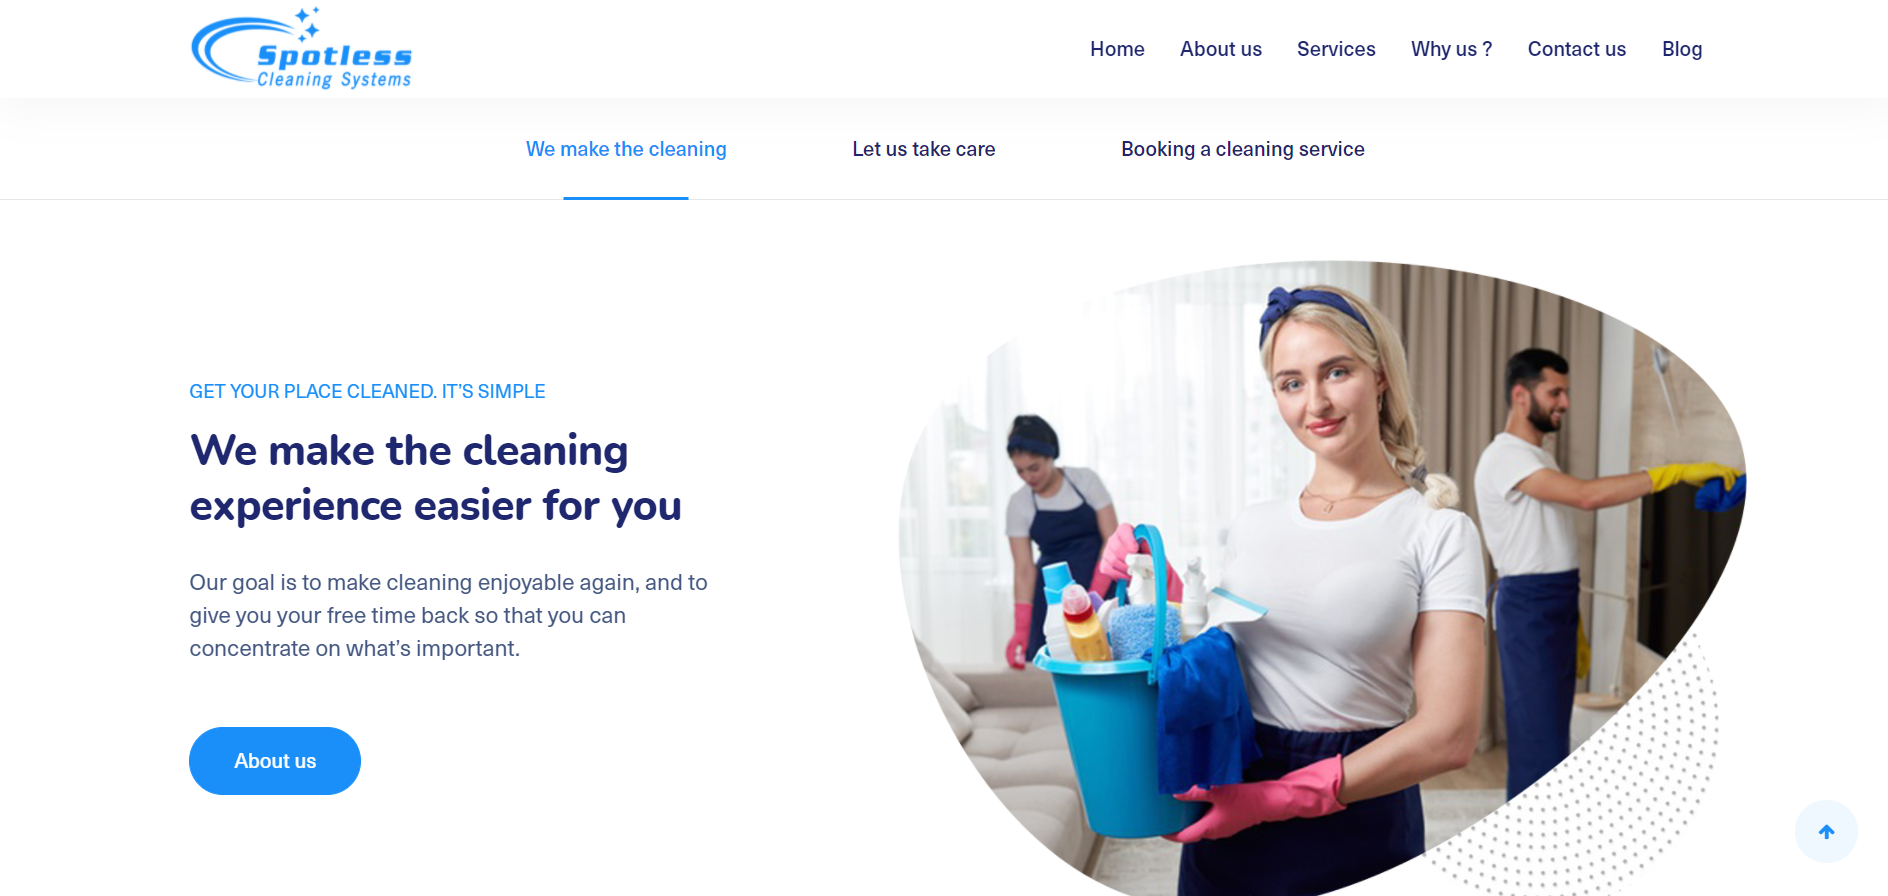 Spotless
Cleaning Systems
Home
About us
Services
Why us ?
Contact us
Blog
We make the cleaning
Let us take care
Booking a cleaning service
GET YOUR PLACE CLEANED. IT'S SIMPLE
We make the cleaning
experience easier for you
Our goal is to make cleaning enjoyable again, and to
give you your free time back so that you can
concentrate on what's important.
About us